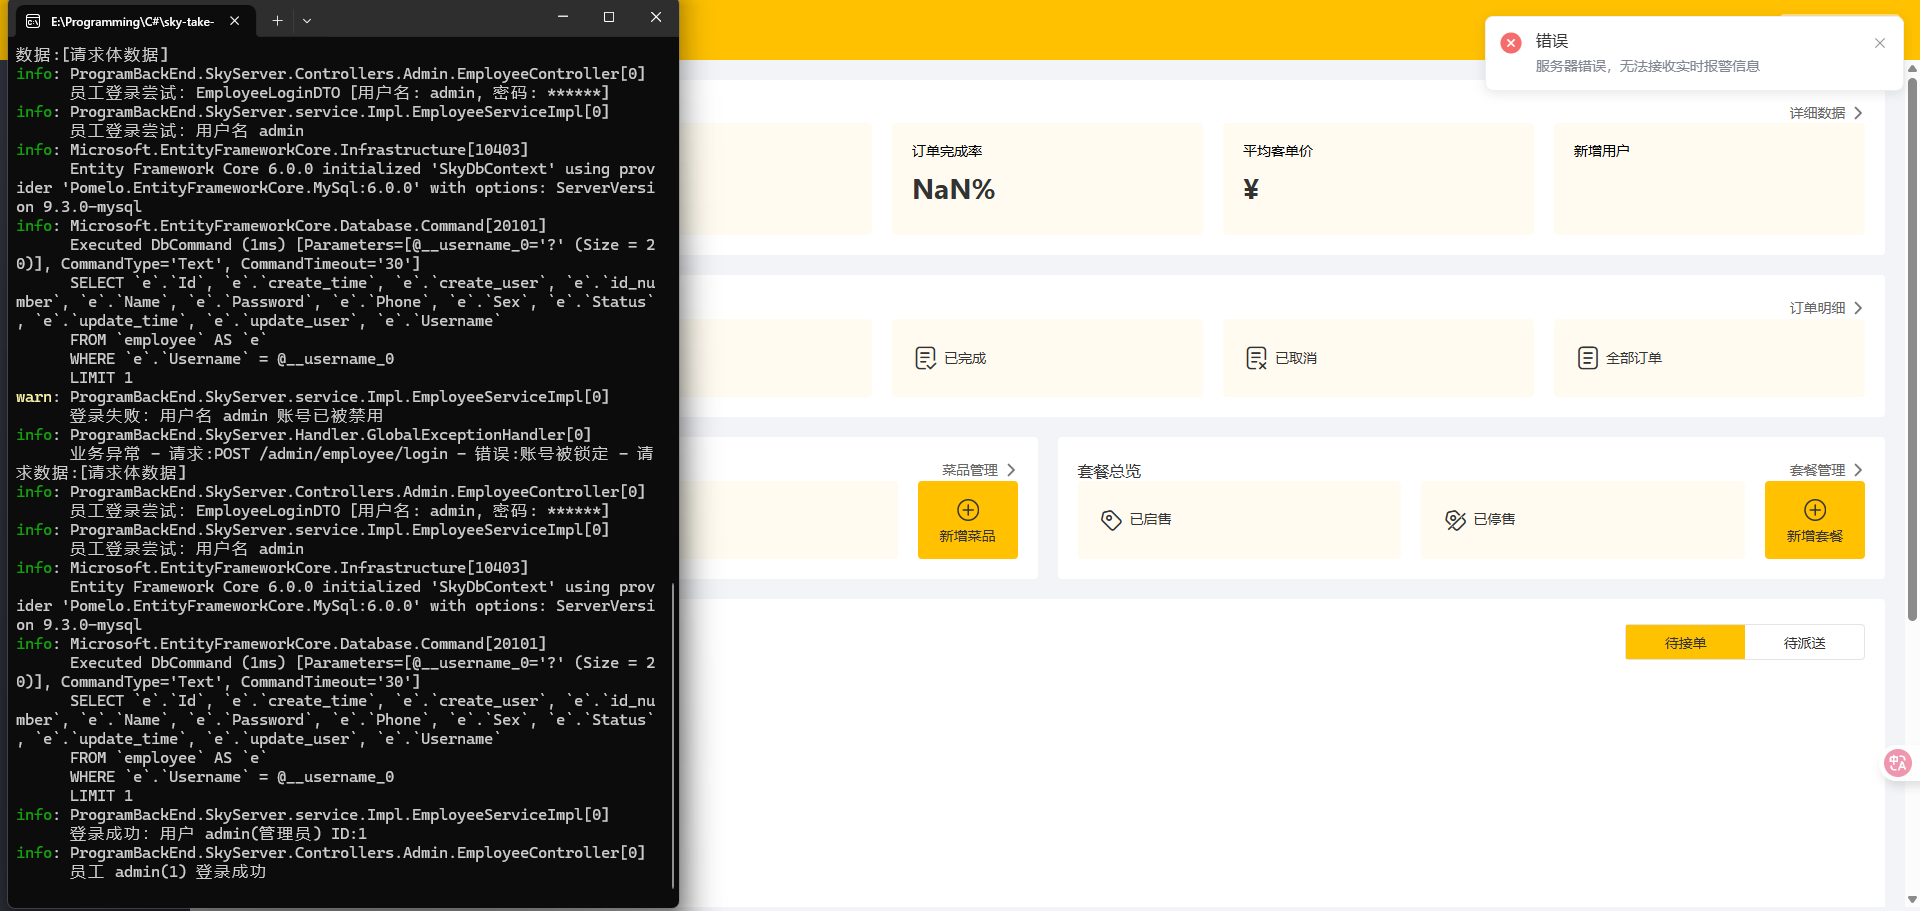 E:\Programming\C#\sky-take-
数据:[请求体数据]
info: ProgramBackEnd.SkyServer.Controllers.Admin.EmployeeController[0]
员工登录尝试: EmployeeLoginDTO [用户名: admin, 密码: ******]
info: ProgramBackEnd.SkyServer.service.Impl.EmployeeServiceImpl[0]
员工登录尝试: 用户名 admin
info: Microsoft.EntityFrameworkCore.Infrastructure[10403]
Entity Framework Core 6.0.0 initialized 'SkyDbContext' using prov
ider 'Pomelo.EntityFrameworkCore.MySql:6.0.0' with options: ServerVersi
on 9.3.0-mysql
info: Microsoft.EntityFrameworkCore.Database.Command[20101]
Executed DbCommand (1ms) [Parameters=[@__username_0='?' (Size = 2
0)], CommandType='Text', CommandTimeout='30']
SELECT `e`.`Id`, `e`.`create_time`, `e`.`create_user`, `e`.`id_nu
mber`, `e`.`Name`, `e`.`Password`, `e`.`Phone`, `e`.`Sex`, `e`.`Status`
, `e`.`update_time`, `e`.`update_user`, `e`.`Username`
FROM `employee` AS `e`
WHERE `e`.`Username` = @__username_0
LIMIT 1
warn: ProgramBackEnd.SkyServer.service.Impl.EmployeeServiceImpl[0]
登录失败: 用户名 admin 账号已被禁用
info: ProgramBackEnd.SkyServer.Handler.GlobalExceptionHandler[0]
业务异常 - 请求:POST /admin/employee/login - 错误:账号被锁定 - 请
求数据:[请求体数据]
info: ProgramBackEnd.SkyServer.Controllers.Admin.EmployeeController[0]
员工登录尝试: EmployeeLoginDTO [用户名: admin, 密码: ******]
info: ProgramBackEnd.SkyServer.service.Impl.EmployeeServiceImpl[0]
员工登录尝试: 用户名 admin
info: Microsoft.EntityFrameworkCore.Infrastructure[10403]
Entity Framework Core 6.0.0 initialized 'SkyDbContext' using prov
ider 'Pomelo.EntityFrameworkCore.MySql:6.0.0' with options: ServerVersi
on 9.3.0-mysql
info: Microsoft.EntityFrameworkCore.Database.Command[20101]
Executed DbCommand (1ms) [Parameters=[@__username_0='?' (Size = 2
0)], CommandType='Text', CommandTimeout='30']
SELECT `e`.`Id`, `e`.`create_time`, `e`.`create_user`, `e`.`id_nu
mber`, `e`.`Name`, `e`.`Password`, `e`.`Phone`, `e`.`Sex`, `e`.`Status`
, `e`.`update_time`, `e`.`update_user`, `e`.`Username`
FROM `employee` AS `e`
WHERE `e`.`Username` = @__username_0
LIMIT 1
info: ProgramBackEnd.SkyServer.service.Impl.EmployeeServiceImpl[0]
登录成功: 用户 admin(管理员) ID:1
info: ProgramBackEnd.SkyServer.Controllers.Admin.EmployeeController[0]
员工 admin(1) 登录成功
错误
服务器错误，无法接收实时报警信息
详细数据
订单完成率
NaN%
平均客单价
¥
新增用户
订单明细
已完成
已取消
全部订单
菜品管理
新增菜品
套餐总览
套餐管理
已启售
已停售
新增套餐
待接单
待派送